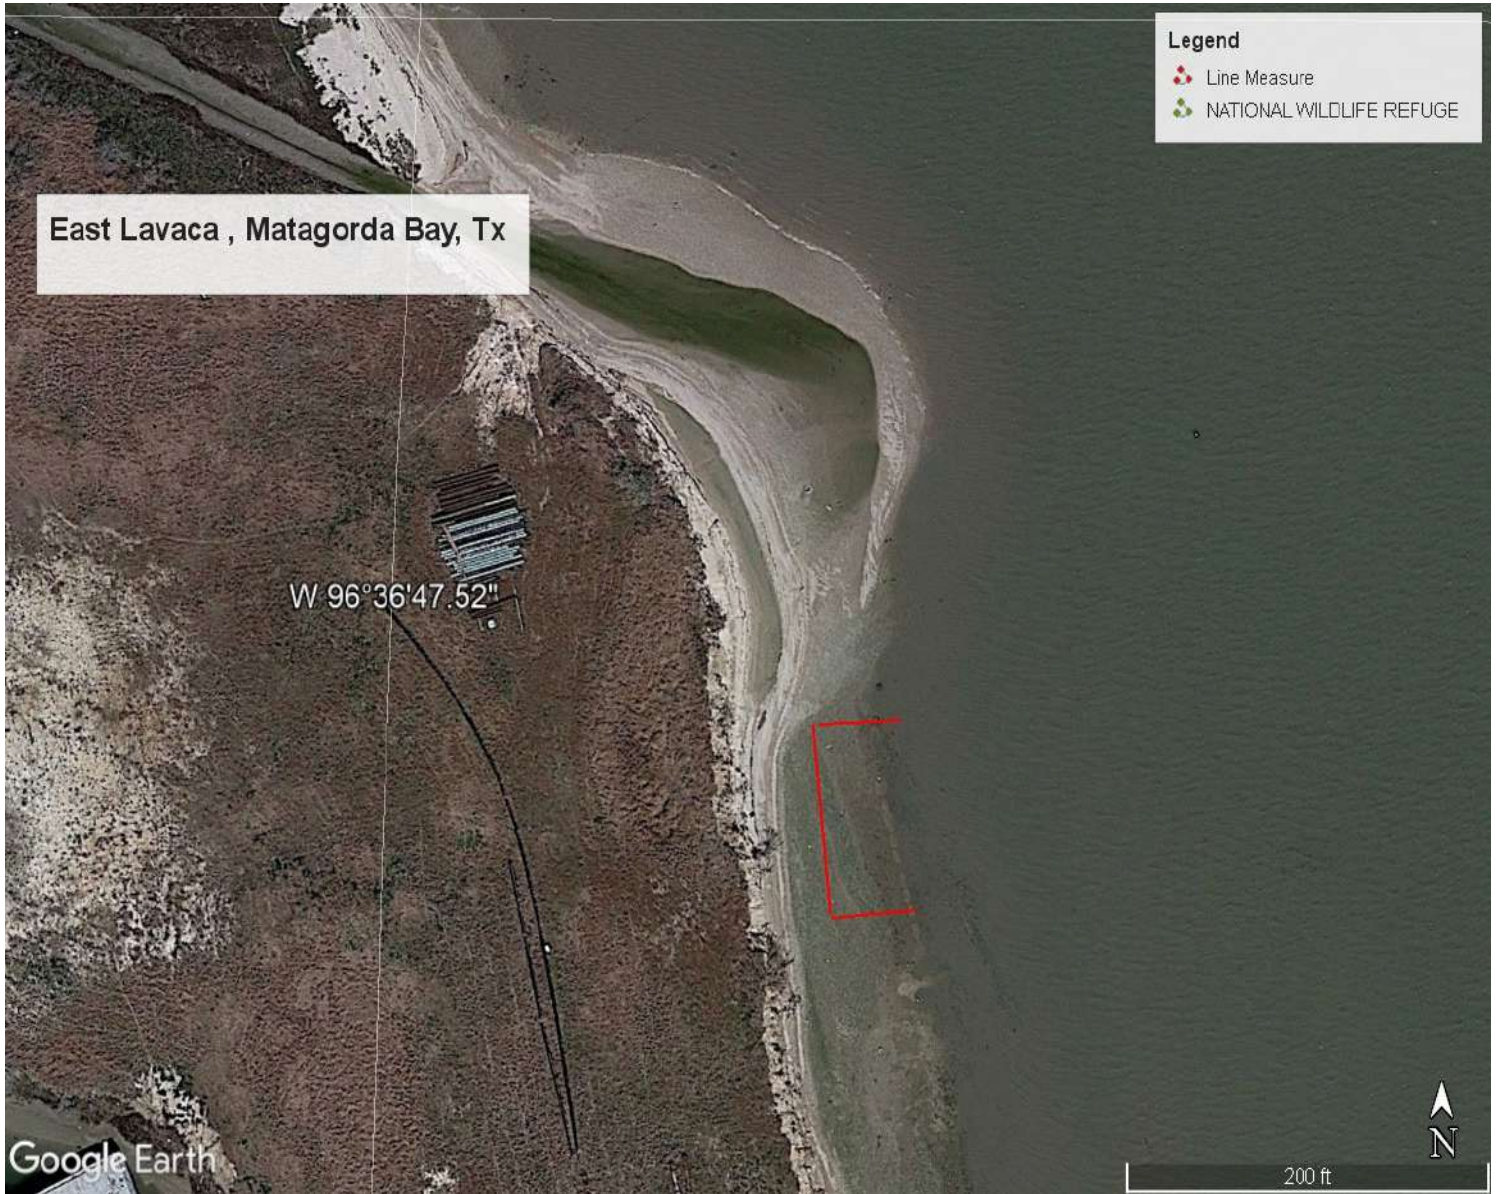 Legend
Line Measure
NATIONAL WILDLIFE REFUGE
East Lavaca , Matagorda Bay, Tx
W 96°36'47.52"
Google Earth
N
200 ft